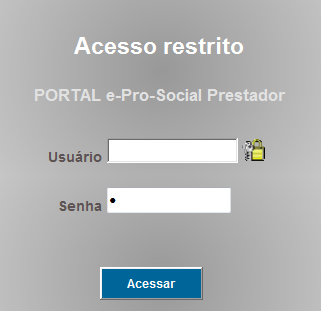 Acesso restrito
PORTAL e-Pro-Social Prestador
Usuário
Senha •
Acessar